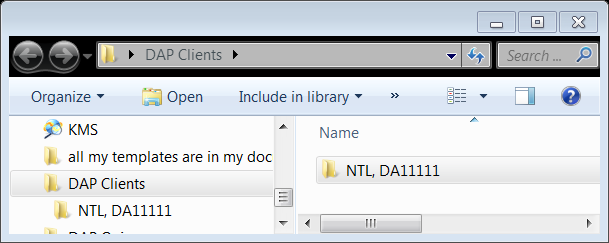 DAP Clients
Search ...
Organize Open Include in library »
KMS
all my templates are in my doc
DAP Clients
NTL, DA11111
Name
NTL, DA11111